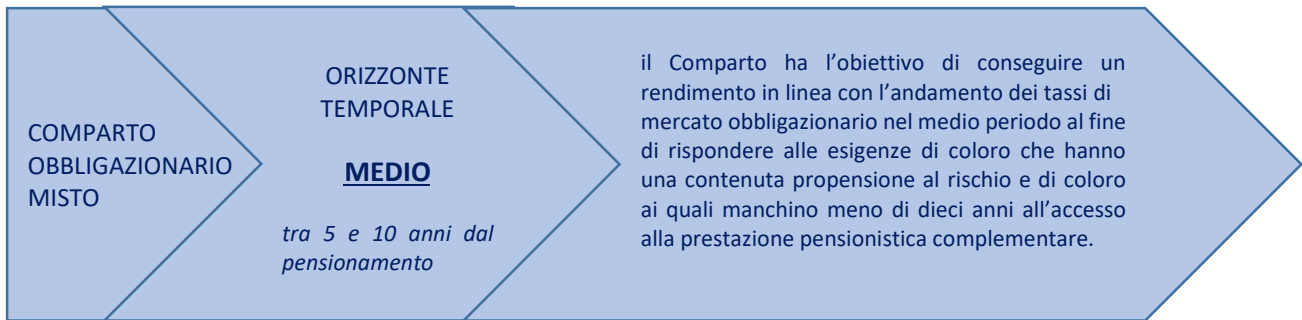 COMPARTO
OBBLIGAZIONARIO
MISTO
ORIZZONTE
TEMPORALE
MEDIO
tra 5 e 10 anni dal
pensionamento
il Comparto ha l’obiettivo di conseguire un
rendimento in linea con l’andamento dei tassi di
mercato obbligazionario nel medio periodo al fine
di rispondere alle esigenze di coloro che hanno
una contenuta propensione al rischio e di coloro
ai quali manchino meno di dieci anni all’accesso
alla prestazione pensionistica complementare.